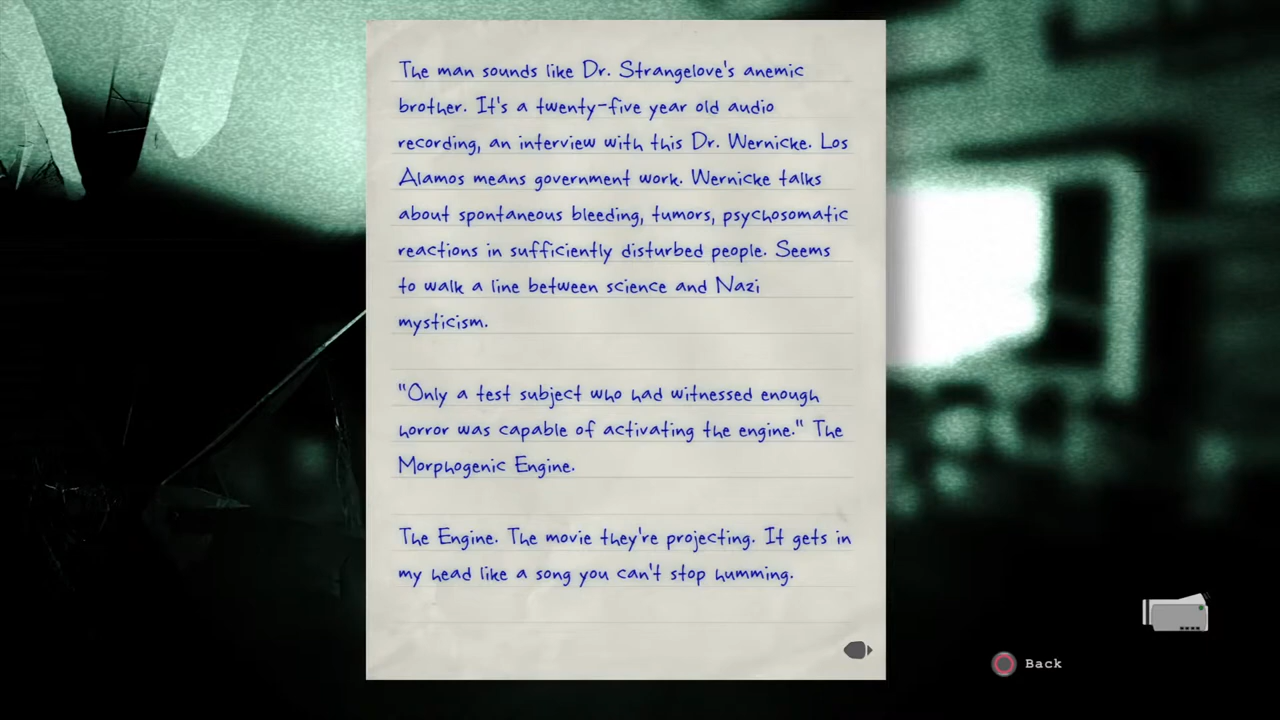 The man sounds like Dr. Strangelove's anemic
brother. It's a twenty-five year old audio
recording, an interview with this Dr. Wernicke. Los
Alamos means government work. Wernicke talks
about spontaneous bleeding, tumors, psychosomatic
reactions in sufficiently disturbed people. Seems
to walk a line between science and Nazi
mysticism.
"Only a test subject who had witnessed enough
horror was capable of activating the engine." The
Morphogenic Engine.
The Engine. The movie they're projecting. It gets in
my head like a song you can't stop humming.
Back